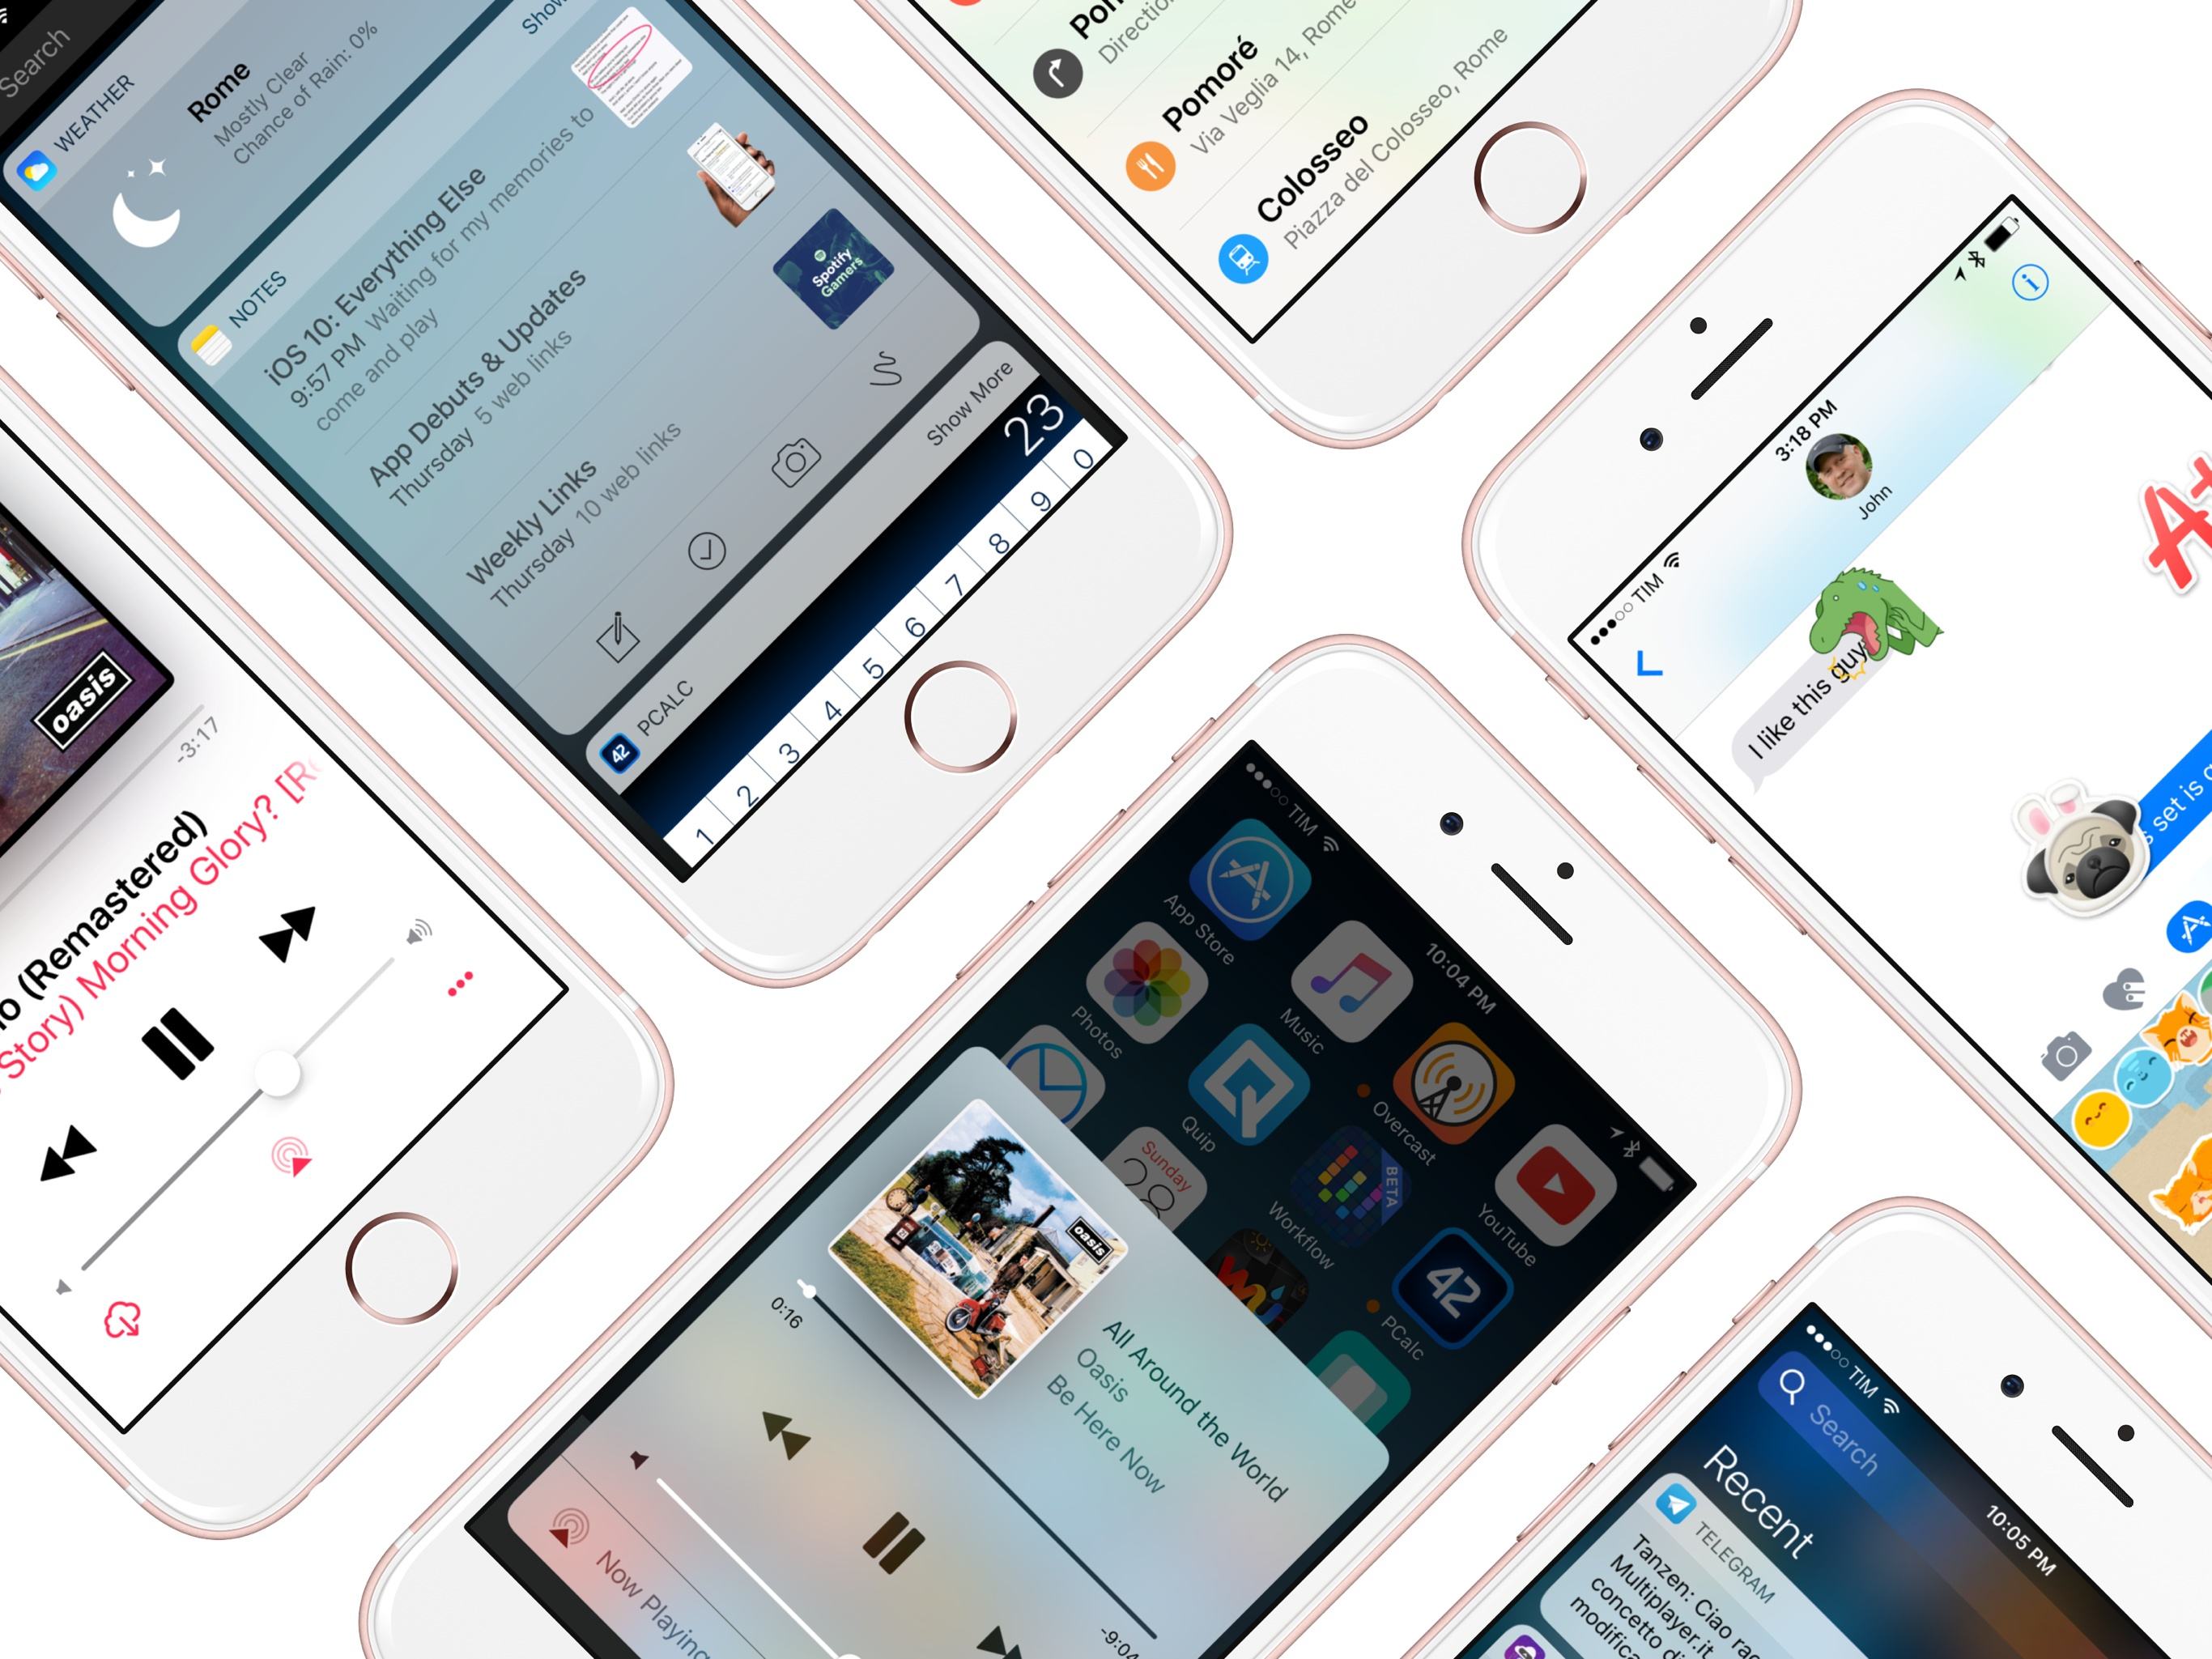 Search
WEATHER
Rome
Mostly Clear
Chance of Rain: 0%
NOTES
iOS 10: Everything Else
9:57 PM Waiting for my memories to
come and play
App Debuts & Updates
Thursday 5 web links
Weekly Links
Thursday 10 web links
Spotify
Gamers
42
PCALC
Show More
23
1 2 3 4 5 6 7 8 9 0
Pomoré
Via Veglia 14, Rome
Colosseo
Piazza del Colosseo, Rome
TIM
3:18 PM
John
I like this guy
set is
A+
oasis
-3:17
(Remastered)
Story) Morning Glory?
TIM
10:04 PM
App Store
Music
Overcast
YouTube
Photos
Quip
Workflow
BETA
42
PCalc
Sunday
28
oasis
0:16
-9:04
All Around the World
Oasis
Be Here Now
Now Playing
TIM
10:05 PM
Search
Recent
TELEGRAM
Tanzen: Ciao
Multiplayer.it
concetto